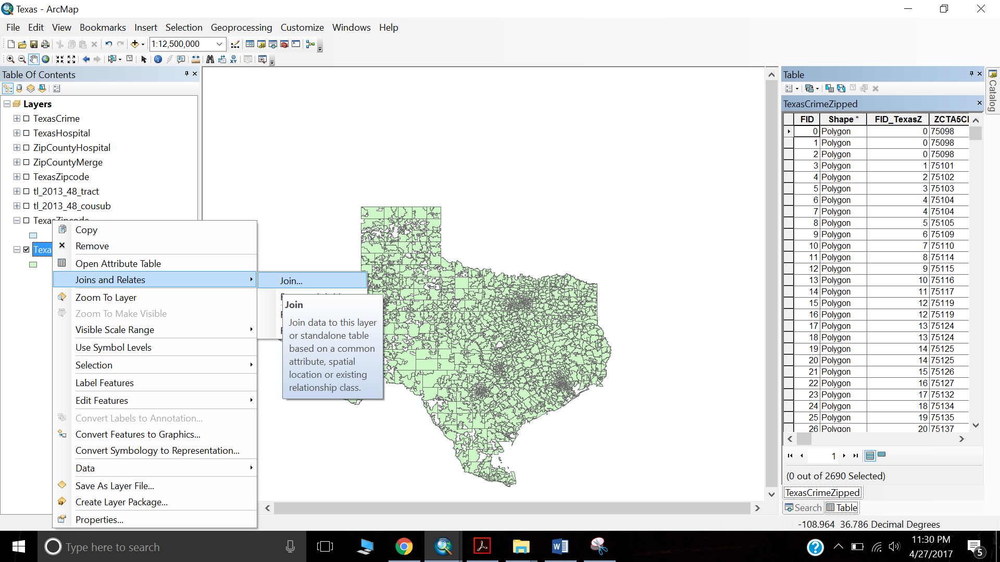 Texas - ArcMap
File Edit View Bookmarks Insert Selection Geoprocessing Customize Windows Help
1:12,500,000
Table Of Contents
Layers
TexasCrime
TexasHospital
ZipCountyHospital
ZipCountyMerge
TexasZipcode
tl_2013_48_tract
tl_2013_48_cousub
TexasZipcode
Texa
Copy
Remove
Open Attribute Table
Joins and Relates
Zoom To Layer
Zoom To Make Visible
Visible Scale Range
Use Symbol Levels
Selection
Label Features
Edit Features
Convert Labels to Annotation...
Convert Features to Graphics...
Convert Symbology to Representation...
Data
Save As Layer File...
Create Layer Package...
Properties...
Join...
Join
Join data to this layer
or standalone table
based on a common
attribute, spatial
location or existing
relationship class.
Table
TexasCrimeZipped
FID Shape * FID_TexasZ ZCTA5CI
0 Polygon 0 75098
1 Polygon 0 75098
2 Polygon 0 75098
3 Polygon 1 75101
4 Polygon 2 75102
5 Polygon 3 75103
6 Polygon 4 75104
7 Polygon 4 75104
8 Polygon 5 75105
9 Polygon 6 75109
10 Polygon 7 75110
11 Polygon 8 75114
12 Polygon 9 75115
13 Polygon 10 75116
14 Polygon 11 75117
15 Polygon 12 75119
16 Polygon 12 75119
17 Polygon 13 75124
18 Polygon 13 75124
19 Polygon 14 75125
20 Polygon 14 75125
21 Polygon 15 75126
22 Polygon 16 75127
23 Polygon 17 75132
24 Polygon 18 75134
25 Polygon 19 75135
26 Polygon 20 75137
1
(0 out of 2690 Selected)
TexasCrimeZipped
Search Table
Catalog
-108.964 36.786 Decimal Degrees
Type here to search
11:30 PM
4/27/2017
5